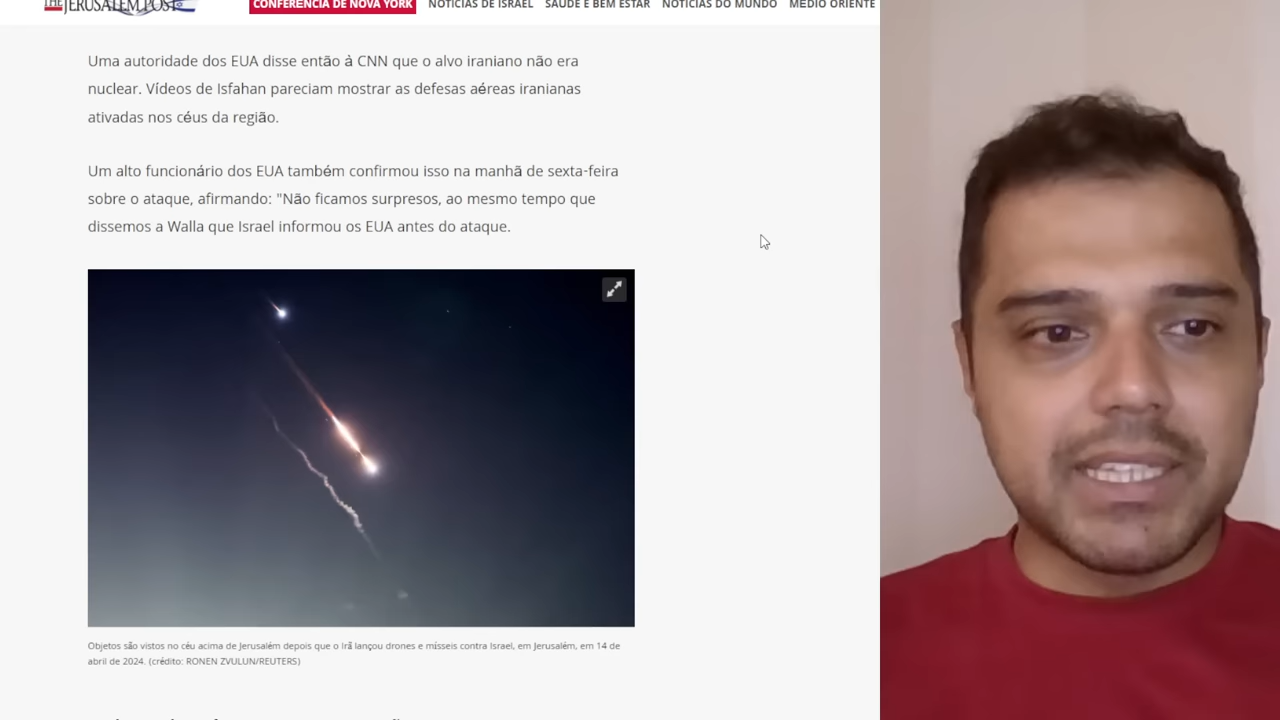 THE JERUSALEM POST
CONFERÊNCIA DE NOVA YORK NOTÍCIAS DE ISRAEL SAÚDE E BEM ESTAR NOTÍCIAS DO MUNDO MÉDIO ORIENTE
Uma autoridade dos EUA disse então à CNN que o alvo iraniano não era
nuclear. Vídeos de Isfahan pareciam mostrar as defesas aéreas iranianas
ativadas nos céus da região.
Um alto funcionário dos EUA também confirmou isso na manhã de sexta-feira
sobre o ataque, afirmando: "Não ficamos surpresos, ao mesmo tempo que
dissemos a Walla que Israel informou os EUA antes do ataque.
Objetos são vistos no céu acima de Jerusalém depois que o Irã lançou drones e mísseis contra Israel, em Jerusalém, em 14 de
abril de 2024. (crédito: RONEN ZVULUN/REUTERS)